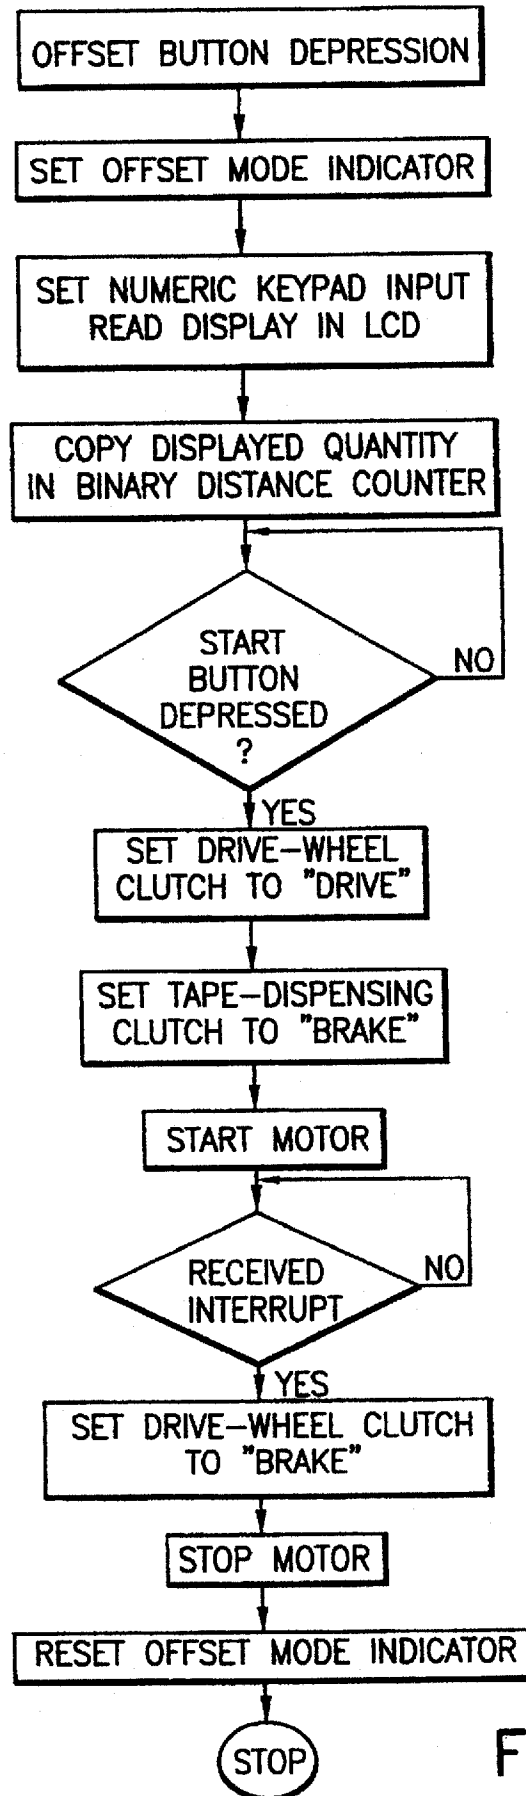 OFFSET BUTTON DEPRESSION
SET OFFSET MODE INDICATOR
SET NUMERIC KEYPAD INPUT
READ DISPLAY IN LCD
COPY DISPLAYED QUANTITY
IN BINARY DISTANCE COUNTER
START
BUTTON
DEPRESSED
?
NO
YES
SET DRIVE-WHEEL
CLUTCH TO "DRIVE"
SET TAPE-DISPENSING
CLUTCH TO "BRAKE"
START MOTOR
RECEIVED
INTERRUPT
NO
YES
SET DRIVE-WHEEL CLUTCH
TO "BRAKE"
STOP MOTOR
RESET OFFSET MODE INDICATOR
STOP
F